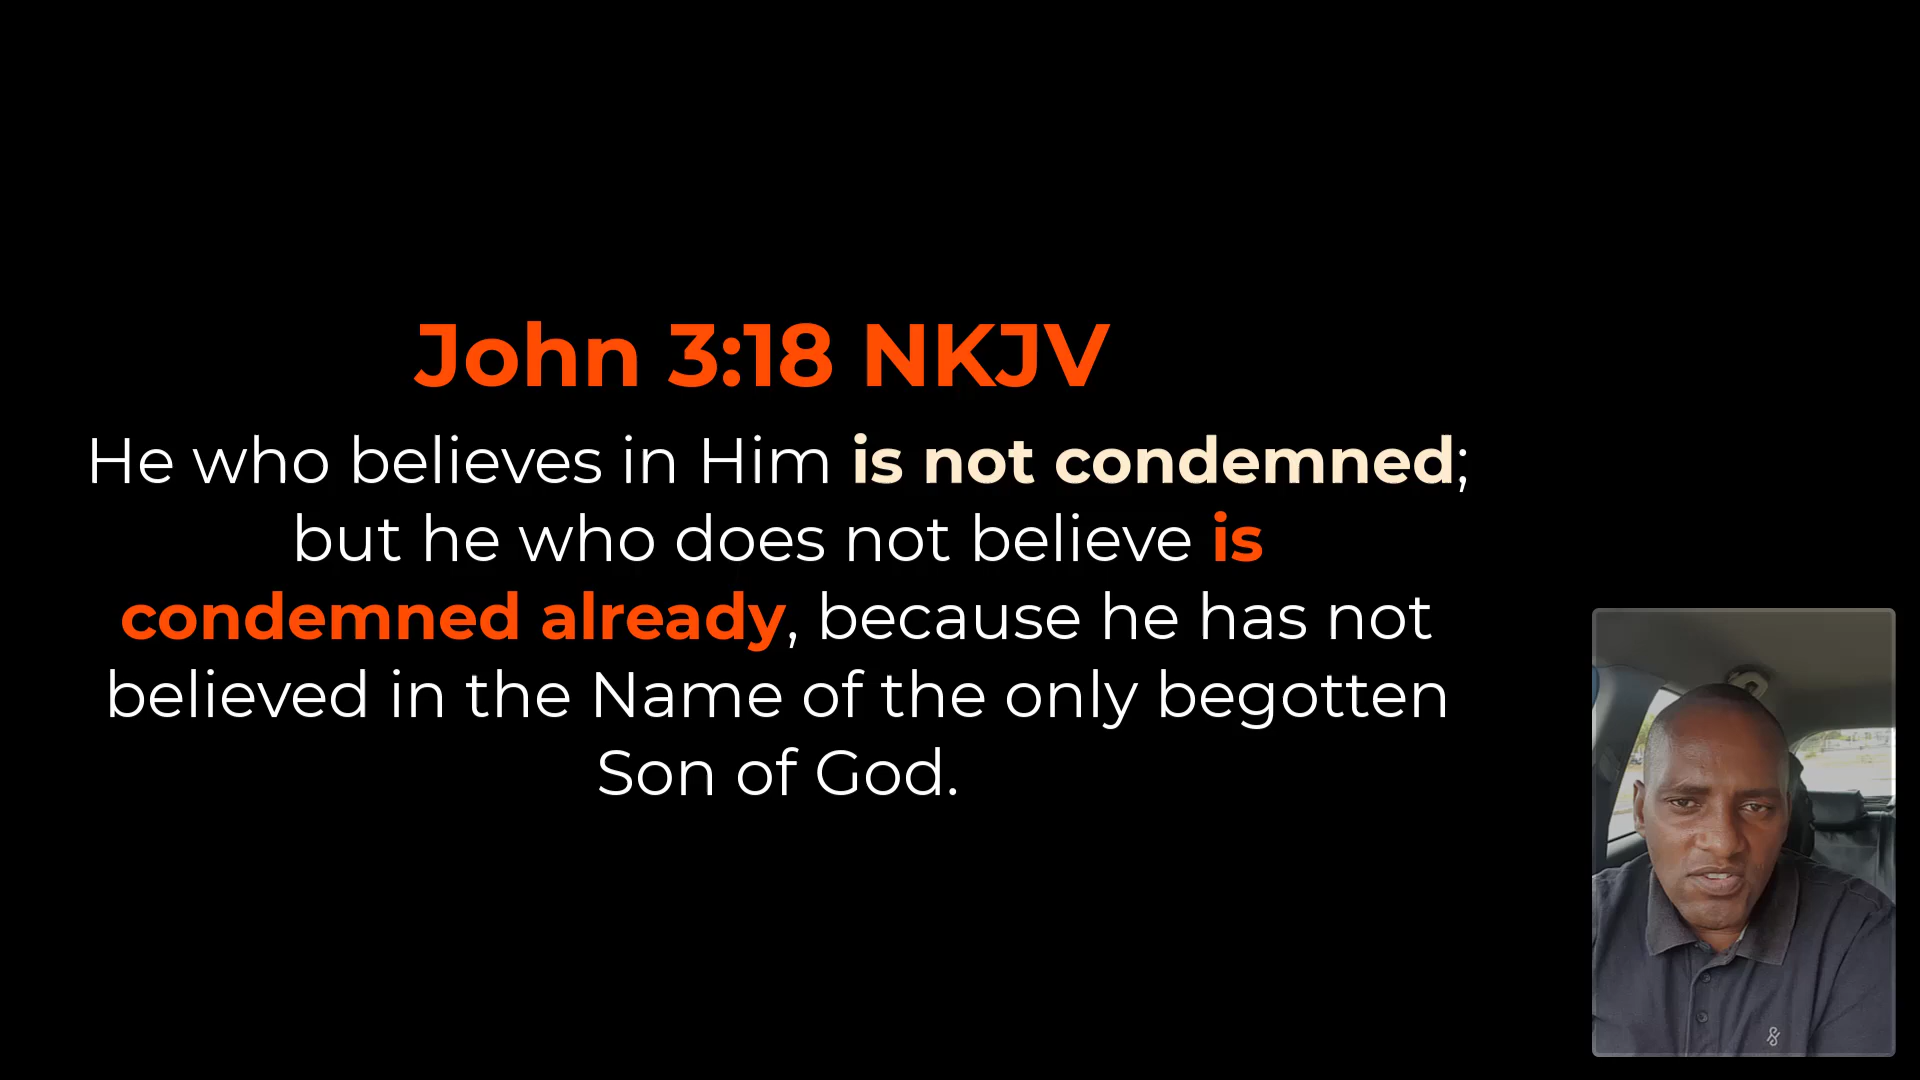 John 3:18 NKJV
He who believes in Him is not condemned;
but he who does not believe is
condemned already, because he has not
believed in the Name of the only begotten
Son of God.